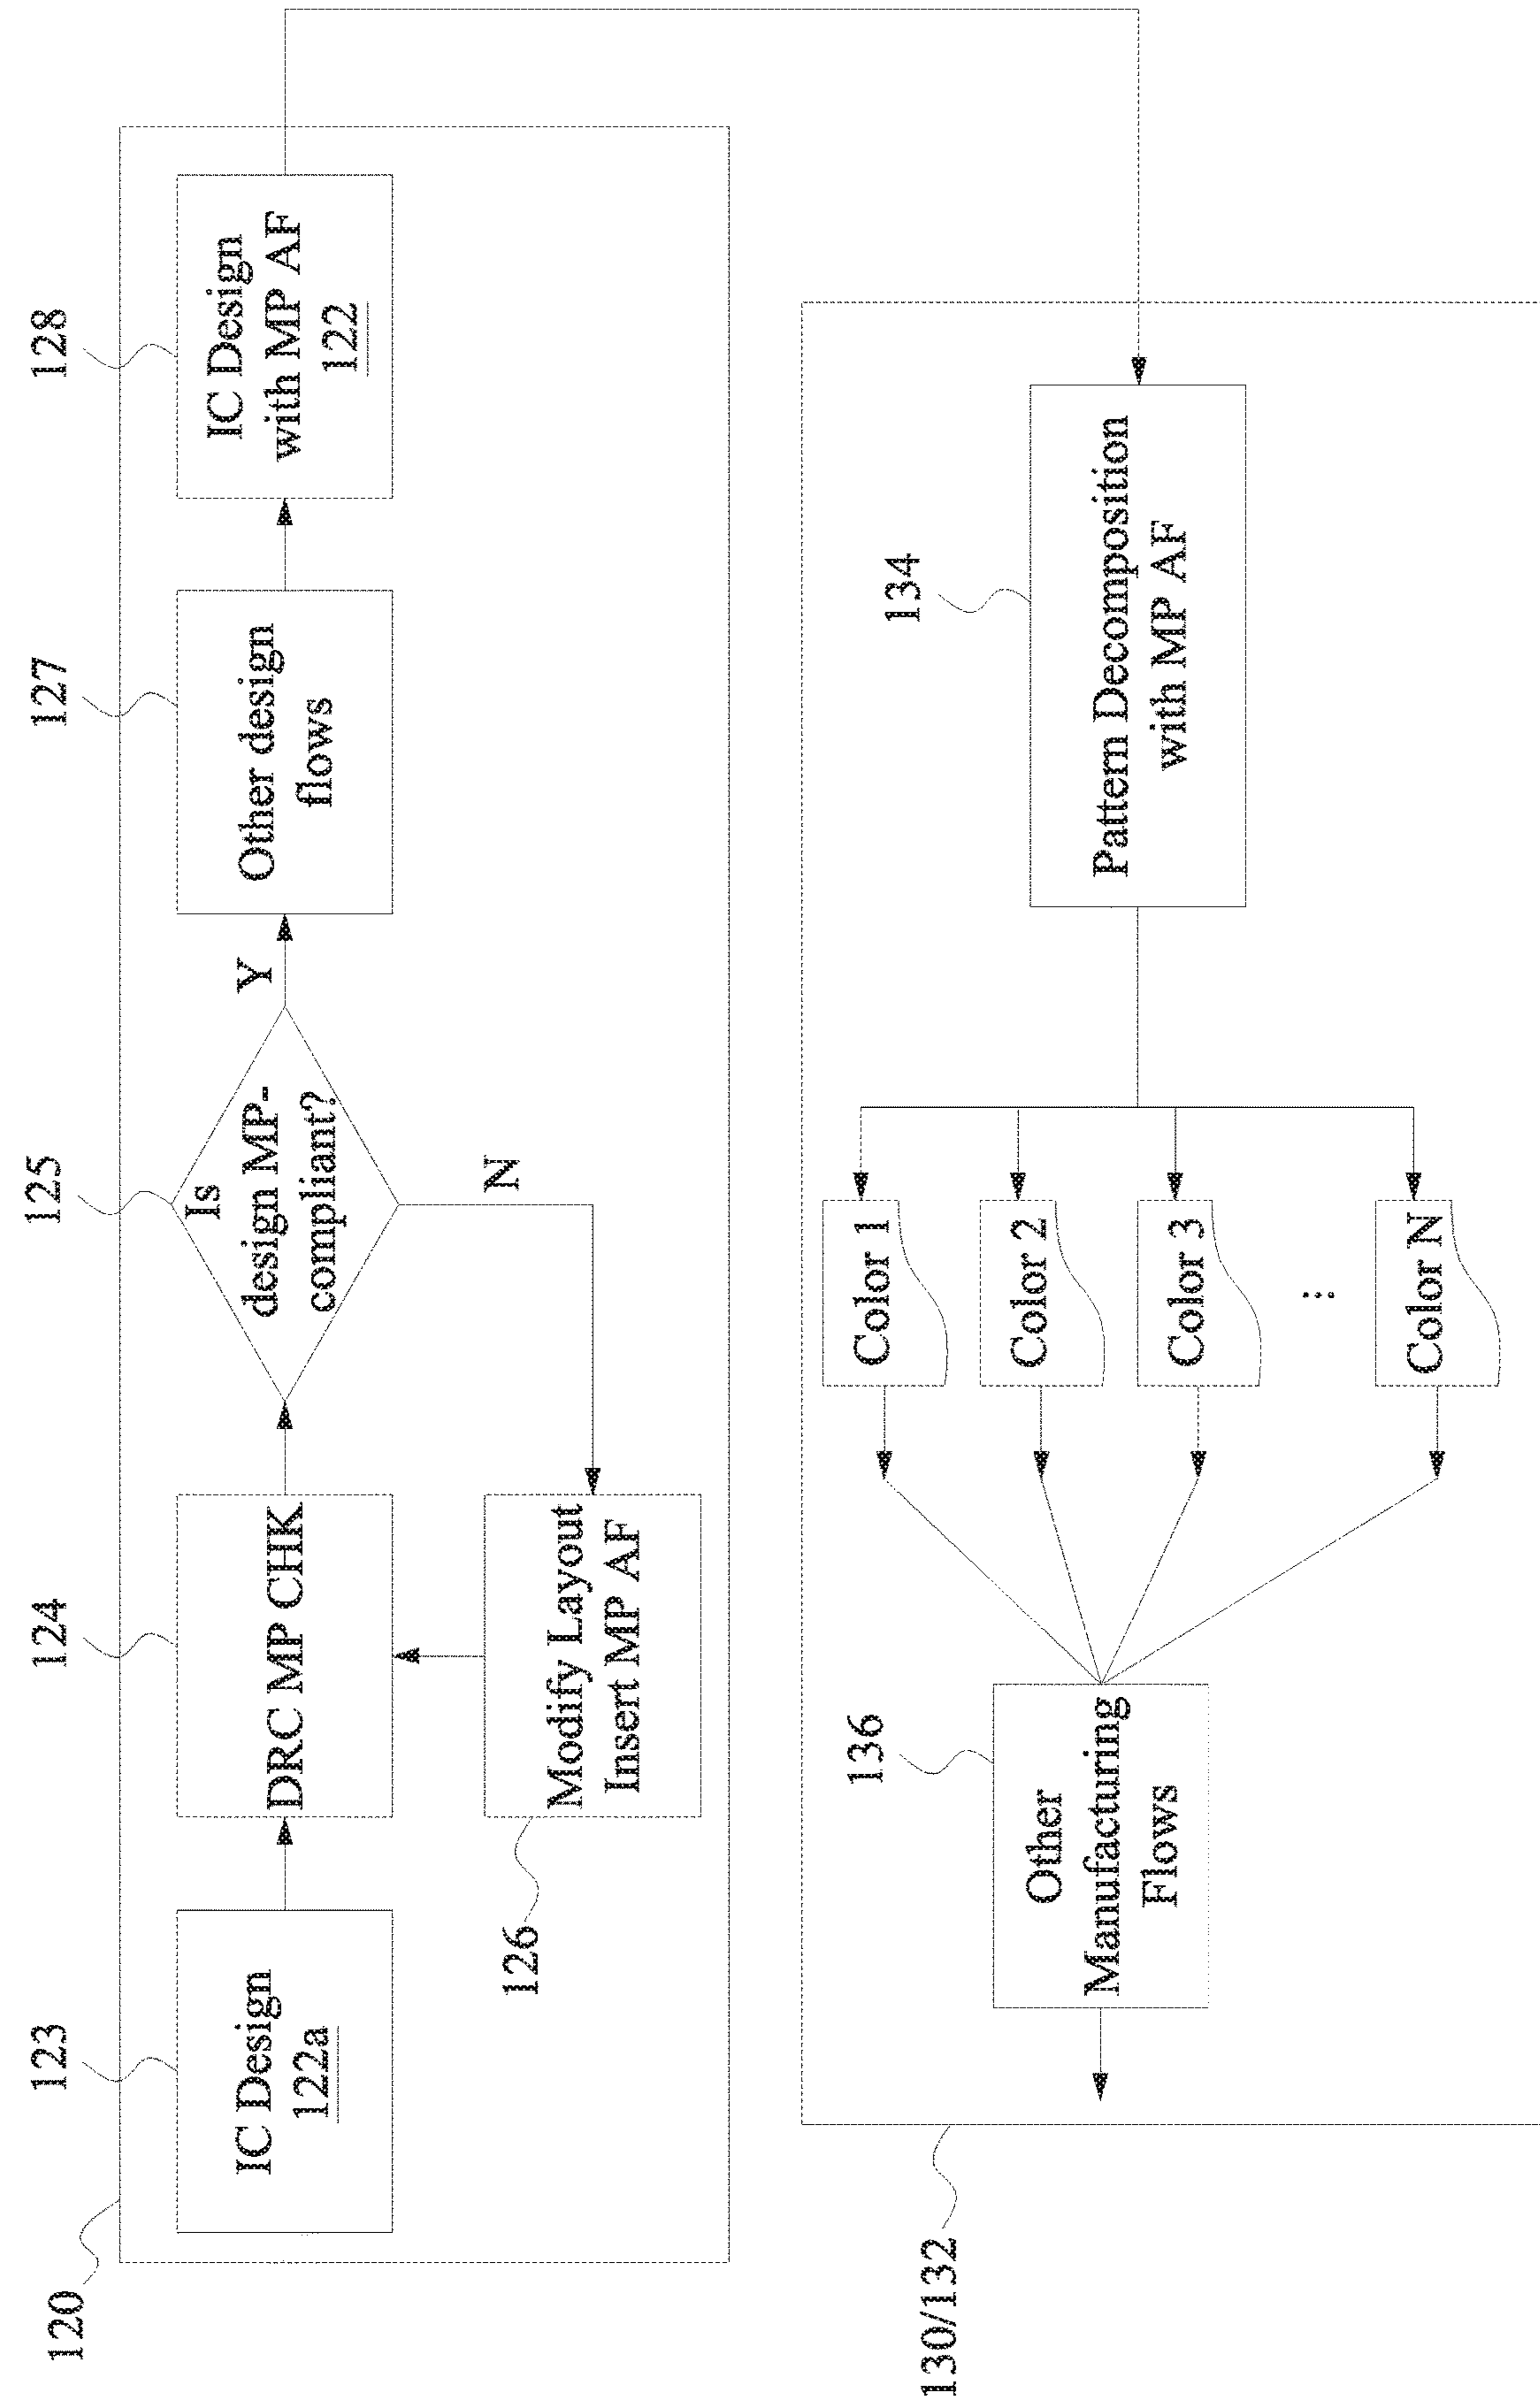 120
123
IC Design
122a
124
DRC MP CHK
125
Is
design MP-
compliant?
Y
N
126
Modify Layout
Insert MP AF
127
Other design
flows
128
IC Design
with MP AF
122
130/132
134
Pattern Decomposition
with MP AF
Color 1
Color 2
Color 3
...
Color N
136
Other
Manufacturing
Flows